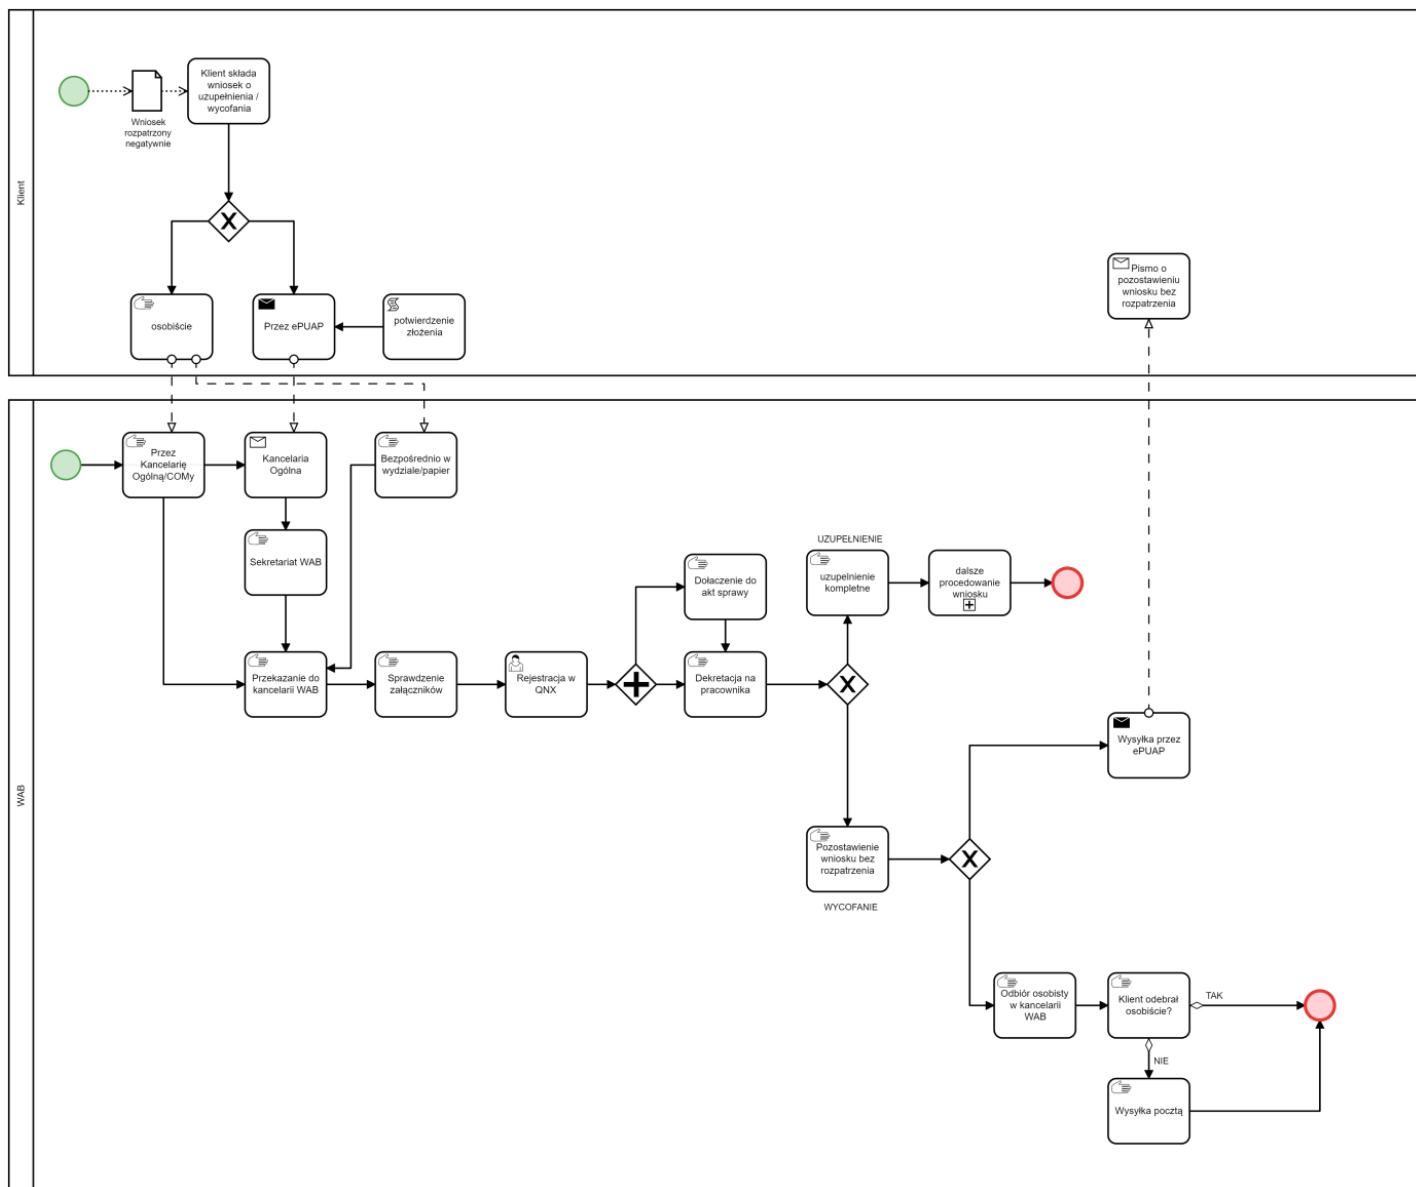 Klient
Klient składa
wniosek o
uzupełnienia /
wycofania
Wniosek
rozpatrzony
negatywnie
osobiście
Przez ePUAP
potwierdzenie
złożenia
Pismo o
pozostawieniu
wniosku bez
rozpatrzenia
WAB
Przez
Kancelarię
Ogólną/COMy
Kancelaria
Ogólna
Bezpośrednio w
wydziale/papier
Sekretariat WAB
Przekazanie do
kancelarii WAB
Sprawdzenie
załączników
Rejestracja w
QNX
Dołaczenie do
akt sprawy
Dekretacja na
pracownika
UZUPEŁNIENIE
uzupelnienie
kompletne
dalsze
procedowanie
wniosku
Wysyłka przez
ePUAP
Pozostawienie
wniosku bez
rozpatrzenia
WYCOFANIE
Odbiór osobisty
w kancelarii
WAB
Klient odebrał
osobiście?
TAK
NIE
Wysyłka pocztą